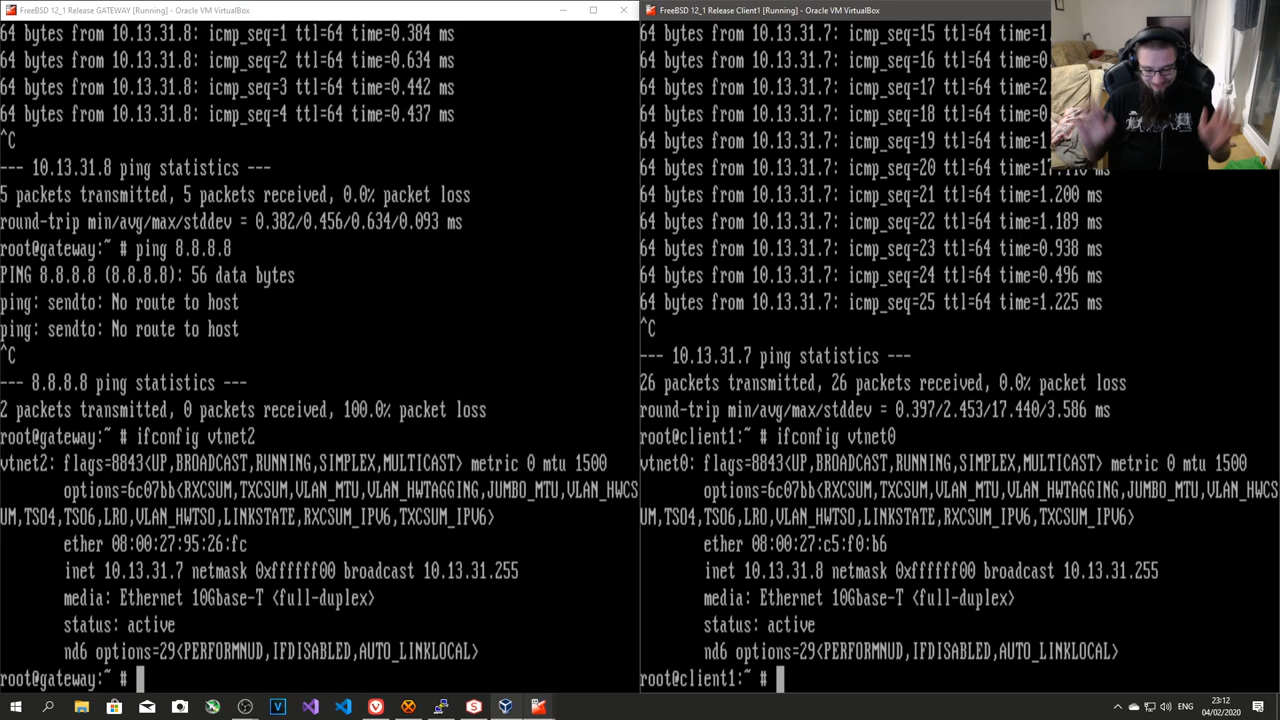 FreeBSD 12_1 Release GATEWAY [Running] - Oracle VM VirtualBox
64 bytes from 10.13.31.8: icmp_seq=1 ttl=64 time=0.384 ms
64 bytes from 10.13.31.8: icmp_seq=2 ttl=64 time=0.634 ms
64 bytes from 10.13.31.8: icmp_seq=3 ttl=64 time=0.442 ms
64 bytes from 10.13.31.8: icmp_seq=4 ttl=64 time=0.437 ms
^C
--- 10.13.31.8 ping statistics ---
5 packets transmitted, 5 packets received, 0.0% packet loss
round-trip min/avg/max/stddev = 0.382/0.456/0.634/0.093 ms
root@gateway:~ # ping 8.8.8.8
PING 8.8.8.8 (8.8.8.8): 56 data bytes
ping: sendto: No route to host
ping: sendto: No route to host
^C
--- 8.8.8.8 ping statistics ---
2 packets transmitted, 0 packets received, 100.0% packet loss
root@gateway:~ # ifconfig vtnet2
vtnet2: flags=8843<UP,BROADCAST,RUNNING,SIMPLEX,MULTICAST> metric 0 mtu 1500
options=6c07bb<RXCSUM,TXCSUM,VLAN_MTU,VLAN_HWTAGGING,JUMBO_MTU,VLAN_HWCS
UM,TSO4,TSO6,LRO,VLAN_HWTSO,LINKSTATE,RXCSUM_IPV6,TXCSUM_IPV6>
ether 08:00:27:95:26:fc
inet 10.13.31.7 netmask 0xffffff00 broadcast 10.13.31.255
media: Ethernet 10Gbase-T <full-duplex>
status: active
nd6 options=29<PERFORMNUD,IFDISABLED,AUTO_LINKLOCAL>
root@gateway:~ #
FreeBSD 12_1 Release Client1 [Running] - Oracle VM VirtualBox
64 bytes from 10.13.31.7: icmp_seq=15 ttl=64 time=1.
64 bytes from 10.13.31.7: icmp_seq=16 ttl=64 time=0
64 bytes from 10.13.31.7: icmp_seq=17 ttl=64 time=2
64 bytes from 10.13.31.7: icmp_seq=18 ttl=64 time=0
64 bytes from 10.13.31.7: icmp_seq=19 ttl=64 time=1
64 bytes from 10.13.31.7: icmp_seq=20 ttl=64 ms
64 bytes from 10.13.31.7: icmp_seq=21 ttl=64 time=1.200 ms
64 bytes from 10.13.31.7: icmp_seq=22 ttl=64 time=1.189 ms
64 bytes from 10.13.31.7: icmp_seq=23 ttl=64 time=0.938 ms
64 bytes from 10.13.31.7: icmp_seq=24 ttl=64 time=0.496 ms
64 bytes from 10.13.31.7: icmp_seq=25 ttl=64 time=1.225 ms
^C
--- 10.13.31.7 ping statistics ---
26 packets transmitted, 26 packets received, 0.0% packet loss
round-trip min/avg/max/stddev = 0.397/2.453/17.440/3.586 ms
root@client1:~ # ifconfig vtnet0
vtnet0: flags=8843<UP,BROADCAST,RUNNING,SIMPLEX,MULTICAST> metric 0 mtu 1500
options=6c07bb<RXCSUM,TXCSUM,VLAN_MTU,VLAN_HWTAGGING,JUMBO_MTU,VLAN_HWCS
UM,TSO4,TSO6,LRO,VLAN_HWTSO,LINKSTATE,RXCSUM_IPV6,TXCSUM_IPV6>
ether 08:00:27:c5:f0:b6
inet 10.13.31.8 netmask 0xffffff00 broadcast 10.13.31.255
media: Ethernet 10Gbase-T <full-duplex>
status: active
nd6 options=29<PERFORMNUD,IFDISABLED,AUTO_LINKLOCAL>
root@client1:~ #
ENG
23:12
04/02/2020